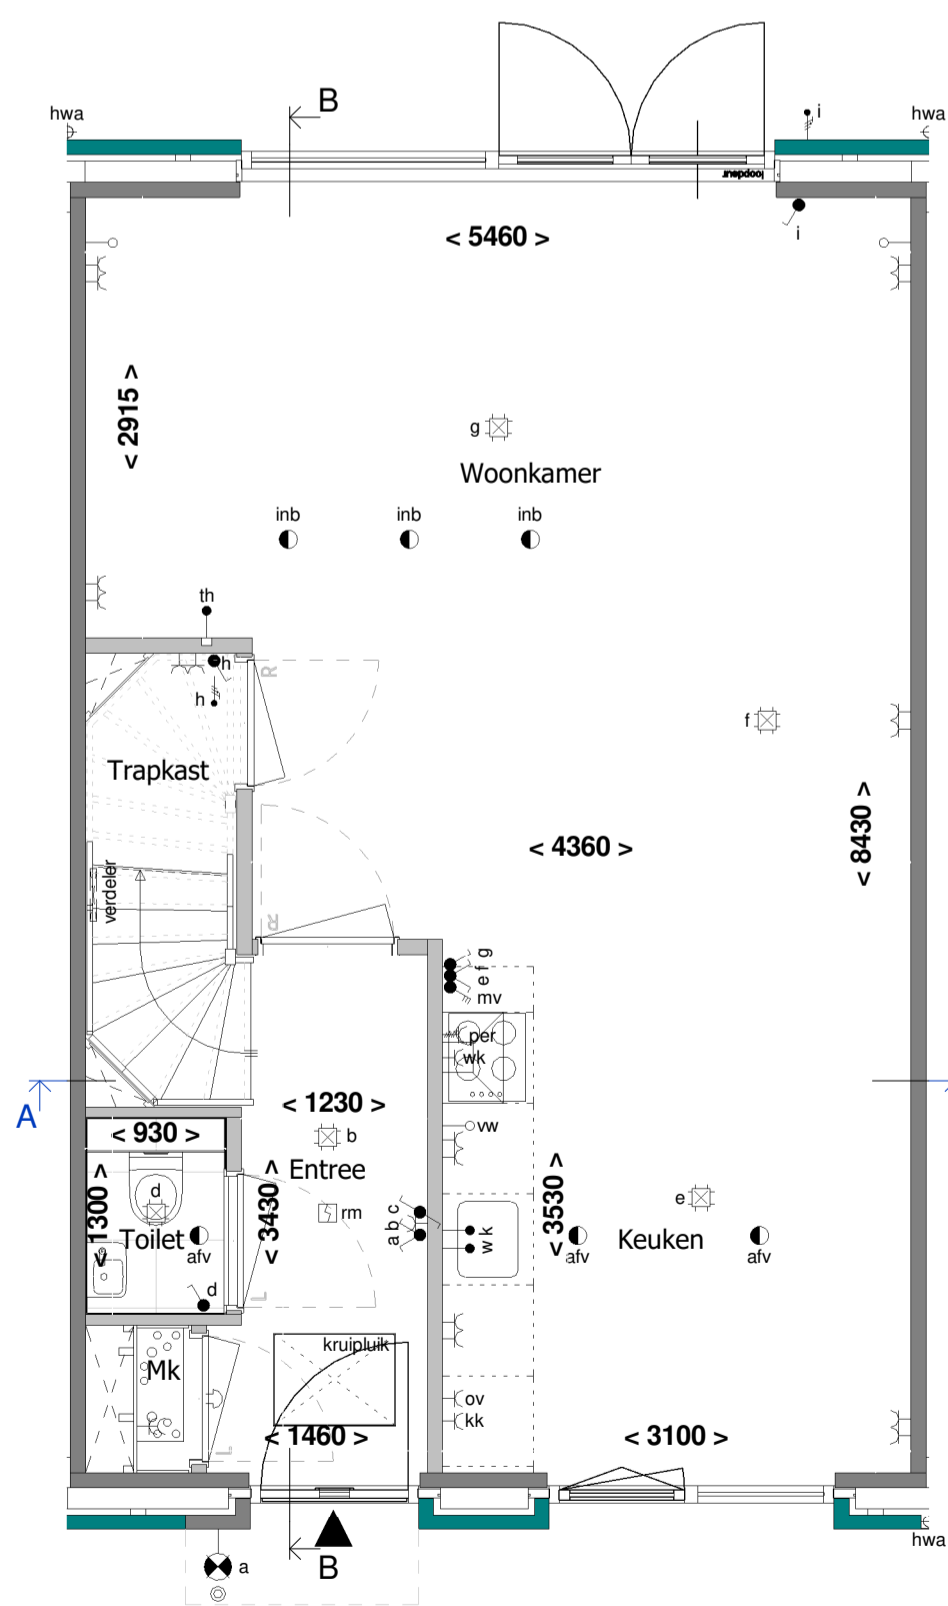 B
hwa
i
hwa
loopdeur
i
< 5460 >
< 2915 >
g
Woonkamer
inb
inb
inb
th
h
h
R
f
Trapkast
< 8430 >
< 4360 >
verdeler
R
e f g
mv
per
wk
A
< 1230 >
vw
< 930 >
b
Entree
d
< 1300 >
< 3430 >
< 3530 >
e
rm
a b c
Toilet
afv
wk
afv
Keuken
afv
d
L
kruipluik
Mk
ov
kk
L
< 1460 >
< 3100 >
hwa
B
a